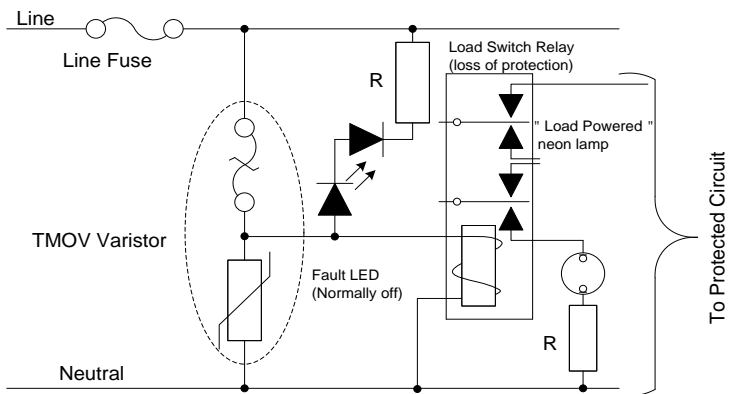 Line
Line Fuse
R
Load Switch Relay
(loss of protection)
" Load Powered "
neon lamp
TMOV Varistor
Fault LED
(Normally off)
R
Neutral
To Protected Circuit